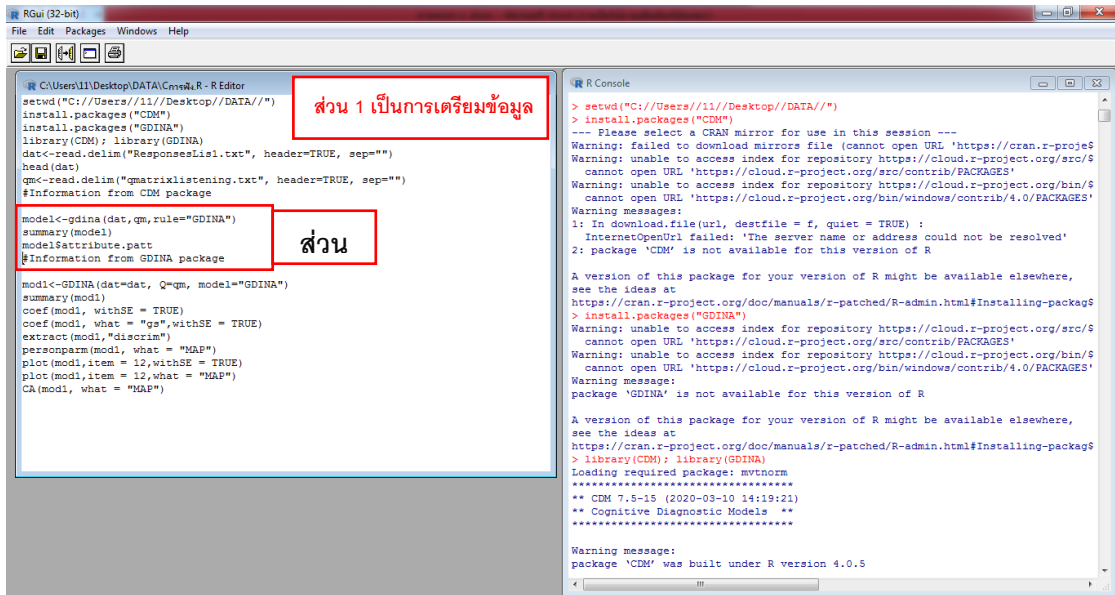 RGui (32-bit)
File Edit Packages Windows Help
C:\Users\11\Desktop\DATA\Cการฟัง.R - R Editor
setwd("C://Users//11//Desktop//DATA//")
install.packages("CDM")
install.packages("GDINA")
library(CDM); library(GDINA)
dat<-read.delim("ResponsesLis1.txt", header=TRUE, sep="")
head(dat)
qm<-read.delim("qmatrixlistening.txt", header=TRUE, sep="")
#Information from CDM package
model<-gdina(dat,qm,rule="GDINA")
summary(model)
model$attribute.patt
#Information from GDINA package
mod1<-GDINA(dat=dat, Q=qm, model="GDINA")
summary(mod1)
coef(mod1, withSE = TRUE)
coef(mod1, what = "gs",withSE = TRUE)
extract(mod1,"discrim")
personparm(mod1, what = "MAP")
plot(mod1,item = 12,withSE = TRUE)
plot(mod1,item = 12,what = "MAP")
CA(mod1, what = "MAP")
ส่วน 1 เป็นการเตรียมข้อมูล
ส่วน
R Console
> setwd("C://Users//11//Desktop//DATA//")
> install.packages("CDM")
--- Please select a CRAN mirror for use in this session ---
Warning: failed to download mirrors file (cannot open URL 'https://cran.r-proje$
Warning: unable to access index for repository https://cloud.r-project.org/src/$
cannot open URL 'https://cloud.r-project.org/src/contrib/PACKAGES'
Warning: unable to access index for repository https://cloud.r-project.org/bin/$
cannot open URL 'https://cloud.r-project.org/bin/windows/contrib/4.0/PACKAGES'
Warning messages:
1: In download.file(url, destfile = f, quiet = TRUE) :
InternetOpenUrl failed: 'The server name or address could not be resolved'
2: package 'CDM' is not available for this version of R
A version of this package for your version of R might be available elsewhere,
see the ideas at
https://cran.r-project.org/doc/manuals/r-patched/R-admin.html#Installing-packag$
> install.packages("GDINA")
Warning: unable to access index for repository https://cloud.r-project.org/src/$
cannot open URL 'https://cloud.r-project.org/src/contrib/PACKAGES'
Warning: unable to access index for repository https://cloud.r-project.org/bin/$
cannot open URL 'https://cloud.r-project.org/bin/windows/contrib/4.0/PACKAGES'
Warning message:
package 'GDINA' is not available for this version of R
A version of this package for your version of R might be available elsewhere,
see the ideas at
https://cran.r-project.org/doc/manuals/r-patched/R-admin.html#Installing-packag$
> library(CDM); library(GDINA)
Loading required package: mvtnorm
**********************************
** CDM 7.5-15 (2020-03-10 14:19:21)
** Cognitive Diagnostic Models **
**********************************
Warning message:
package 'CDM' was built under R version 4.0.5